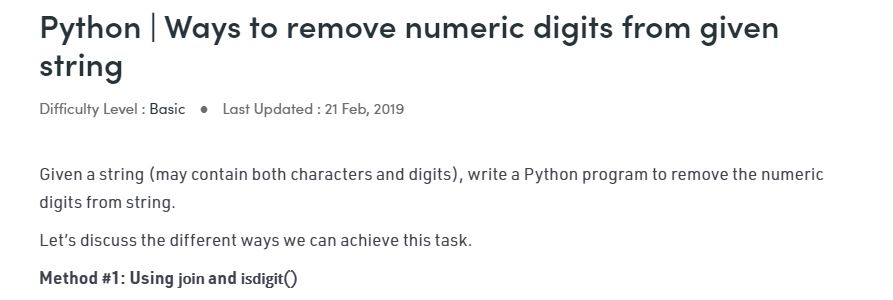 Python | Ways to remove numeric digits from given
string
Difficulty Level : Basic ● Last Updated : 21 Feb, 2019
Given a string (may contain both characters and digits), write a Python program to remove the numeric
digits from string.
Let's discuss the different ways we can achieve this task.
Method #1: Using join and isdigit()